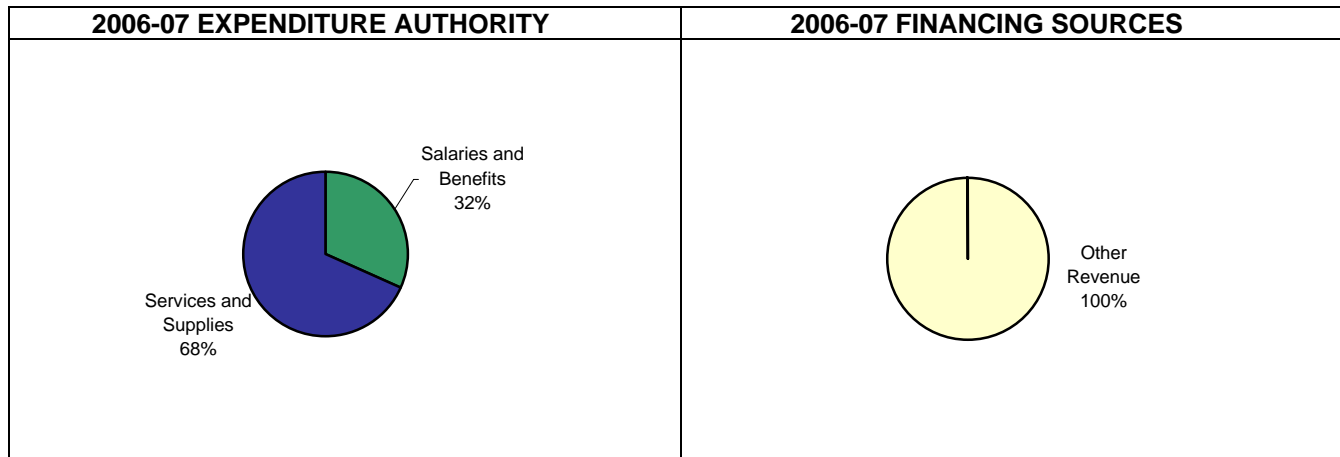 2006-07 EXPENDITURE AUTHORITY
2006-07 FINANCING SOURCES
Salaries and
Benefits
32%
Services and
Supplies
68%
Other
Revenue
100%